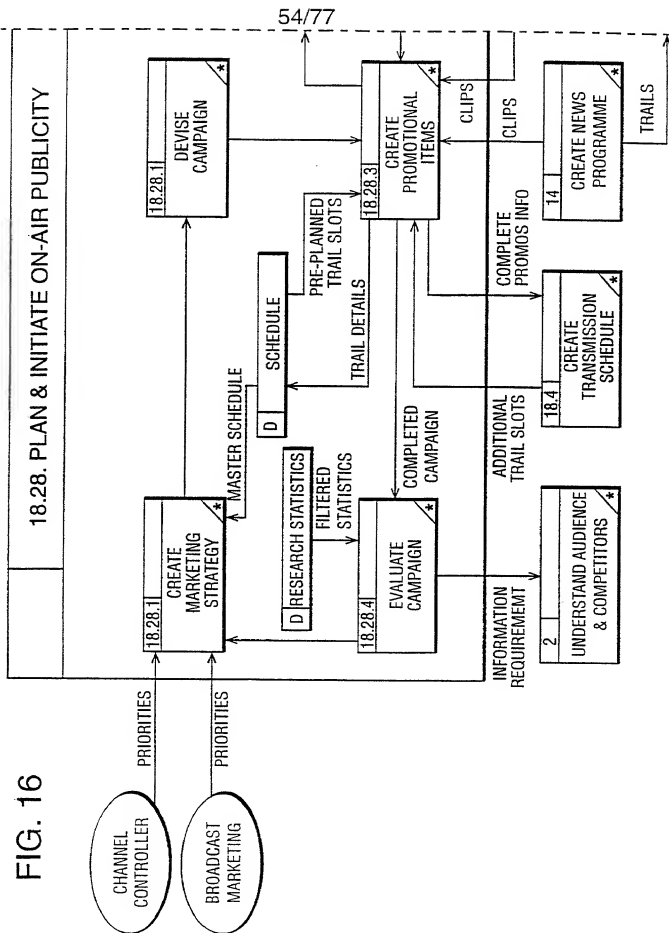 54/77
FIG. 16
18.28. PLAN & INITIATE ON-AIR PUBLICITY
CHANNEL
CONTROLLER
BROADCAST
MARKETING
PRIORITIES
PRIORITIES
18.28.1
CREATE
MARKETING
STRATEGY
*
MASTER SCHEDULE
18.28.1
DEVISE
CAMPAIGN
*
D
RESEARCH STATISTICS
FILTERED
STATISTICS
D
SCHEDULE
PRE-PLANNED
TRAIL SLOTS
TRAIL DETAILS
18.28.4
EVALUATE
CAMPAIGN
*
COMPLETED
CAMPAIGN
18.28.3
CREATE
PROMOTIONAL
ITEMS
*
INFORMATION
REQUIREMEMT
ADDITIONAL
TRAIL SLOTS
COMPLETE
PROMOS INFO
CLIPS
CLIPS
2
UNDERSTAND AUDIENCE
& COMPETITORS
*
18.4
CREATE
TRANSMISSION
SCHEDULE
*
14
CREATE NEWS
PROGRAMME
*
TRAILS